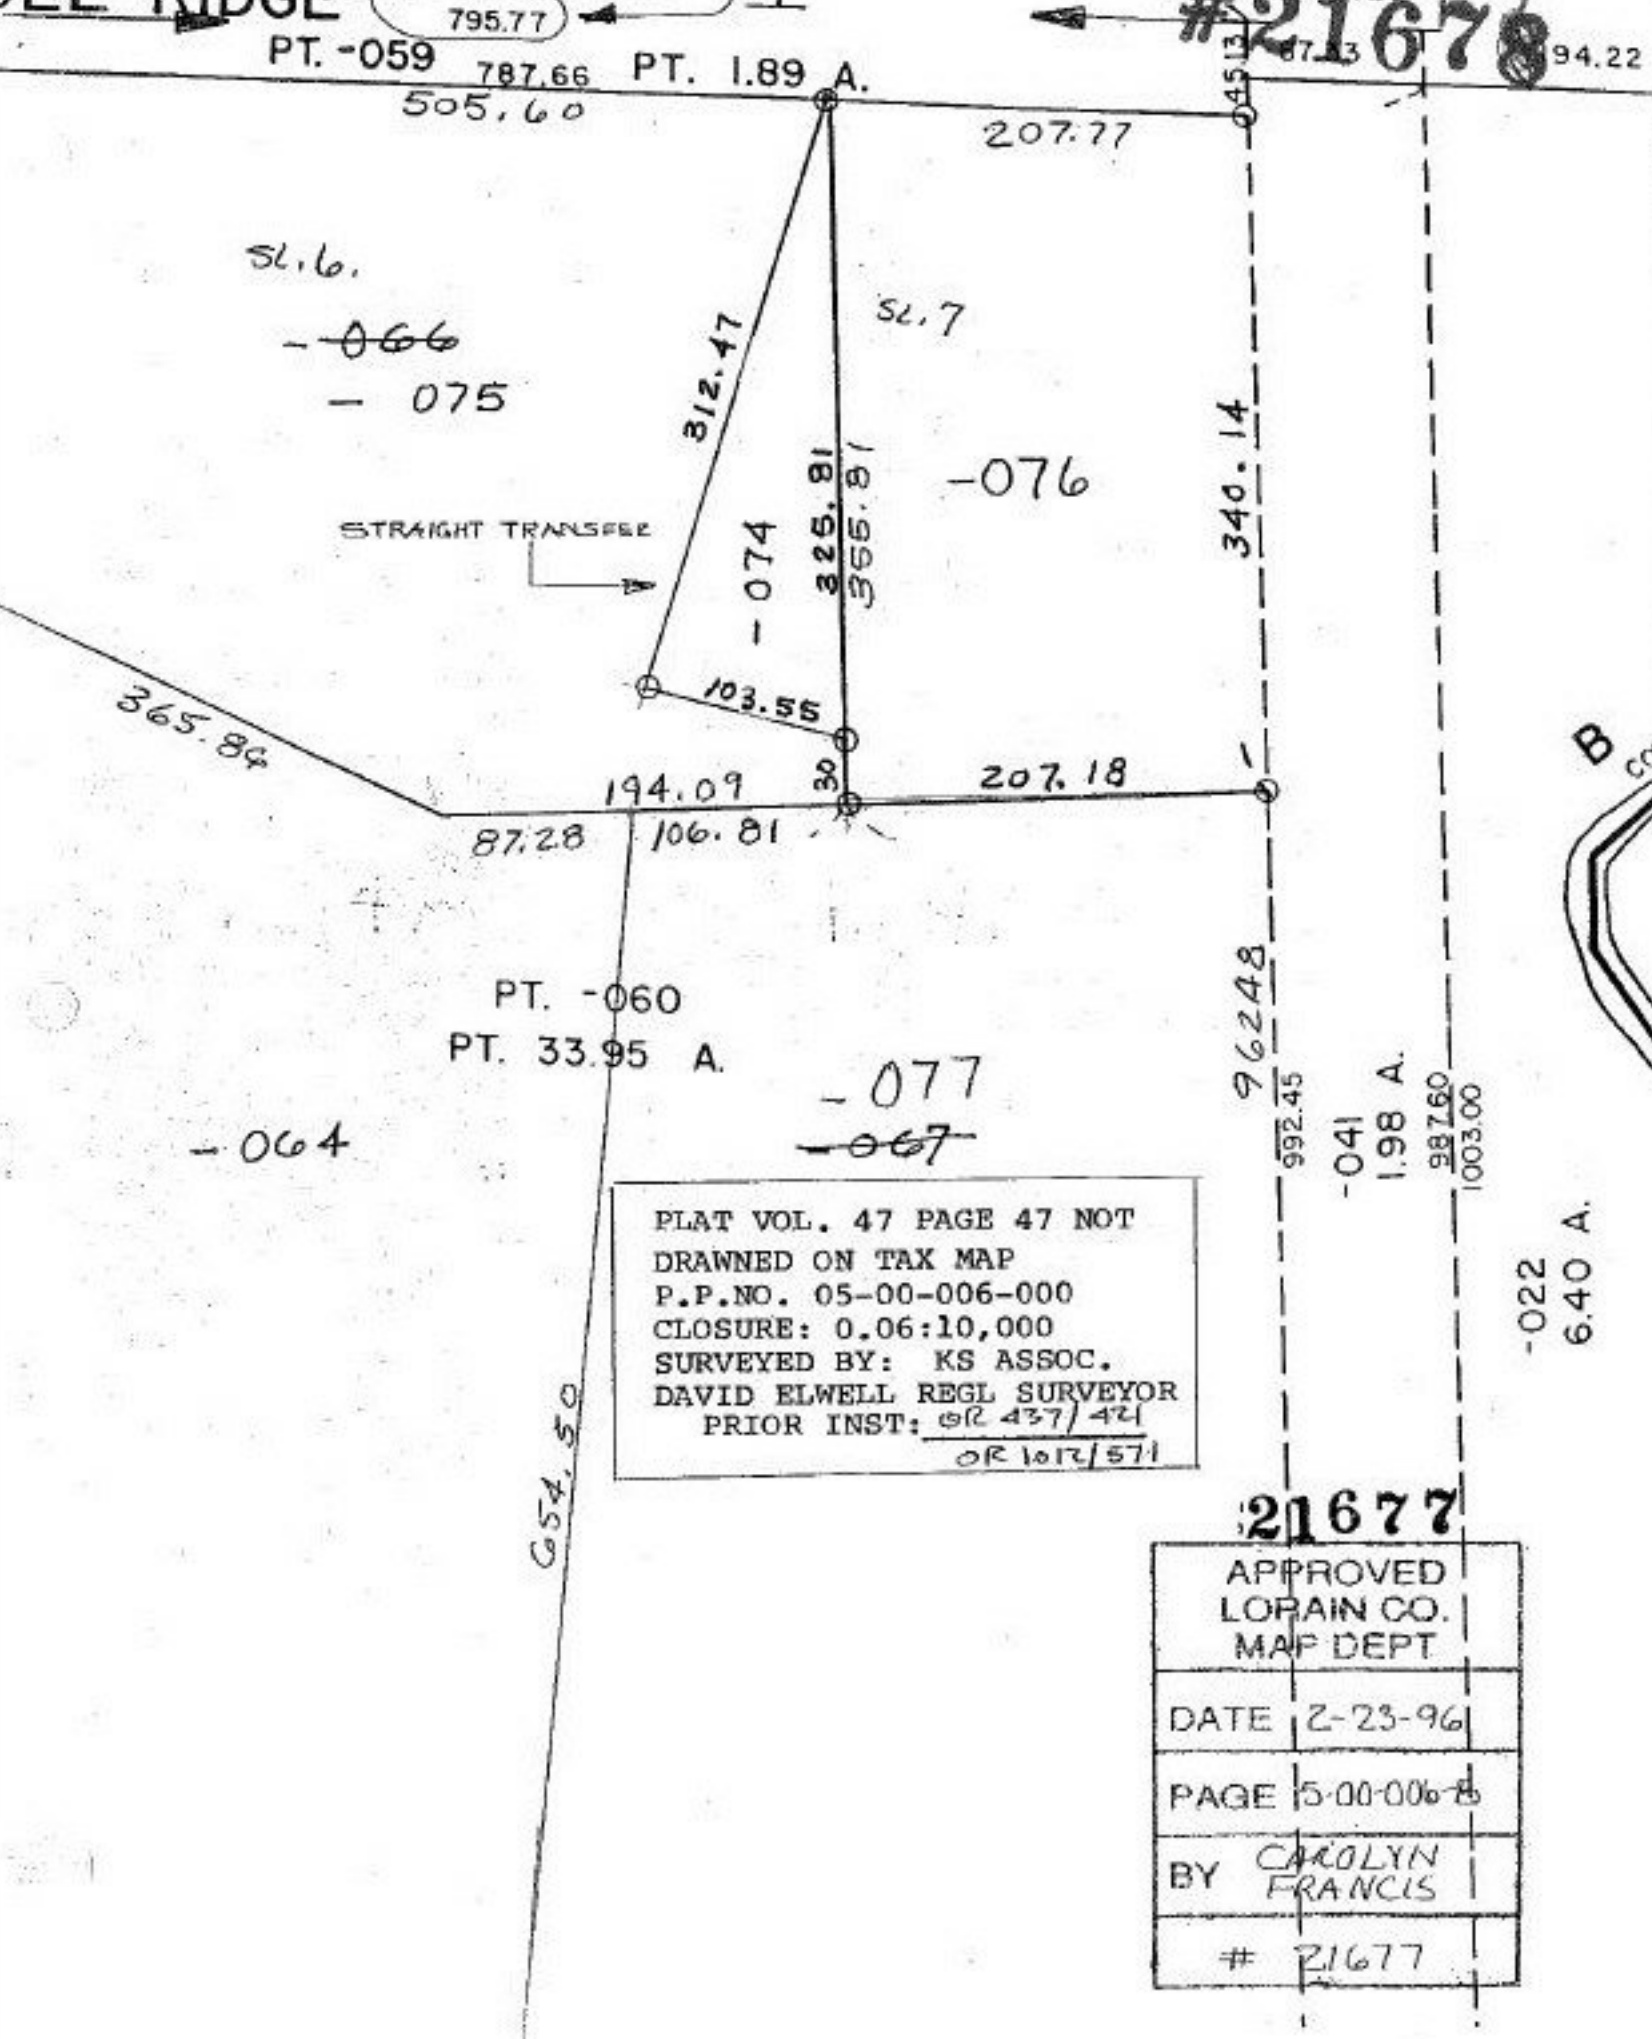 RIDGE
795.77
#21678
PT. -059
787.66
PT. 1.89 A.
4513
94.22
505.60
207.77
SL.6.
-066
- 075
SL.7
312.47
-076
325.81
355.81
340.14
-074
STRAIGHT TRANSFER
103.55
365.86
30
194.09
207.18
87.28
106.81
B
PT. -060
PT. 33.95 A.
96248
992.45
-041
1.98 A.
98760
1003.00
-077
-067
-064
-022
6.40 A.
PLAT VOL. 47 PAGE 47 NOT
DRAWNED ON TAX MAP
P.P.NO. 05-00-006-000
CLOSURE: 0.06:10,000
SURVEYED BY: KS ASSOC.
DAVID ELWELL REGL SURVEYOR
PRIOR INST: OR 437/421
OR 1012/571
654.50
21677
APPROVED
LORAIN CO.
MAP DEPT
DATE 2-23-96
PAGE 5-00-006-B
BY CAROLYN
FRANCIS
# 21677